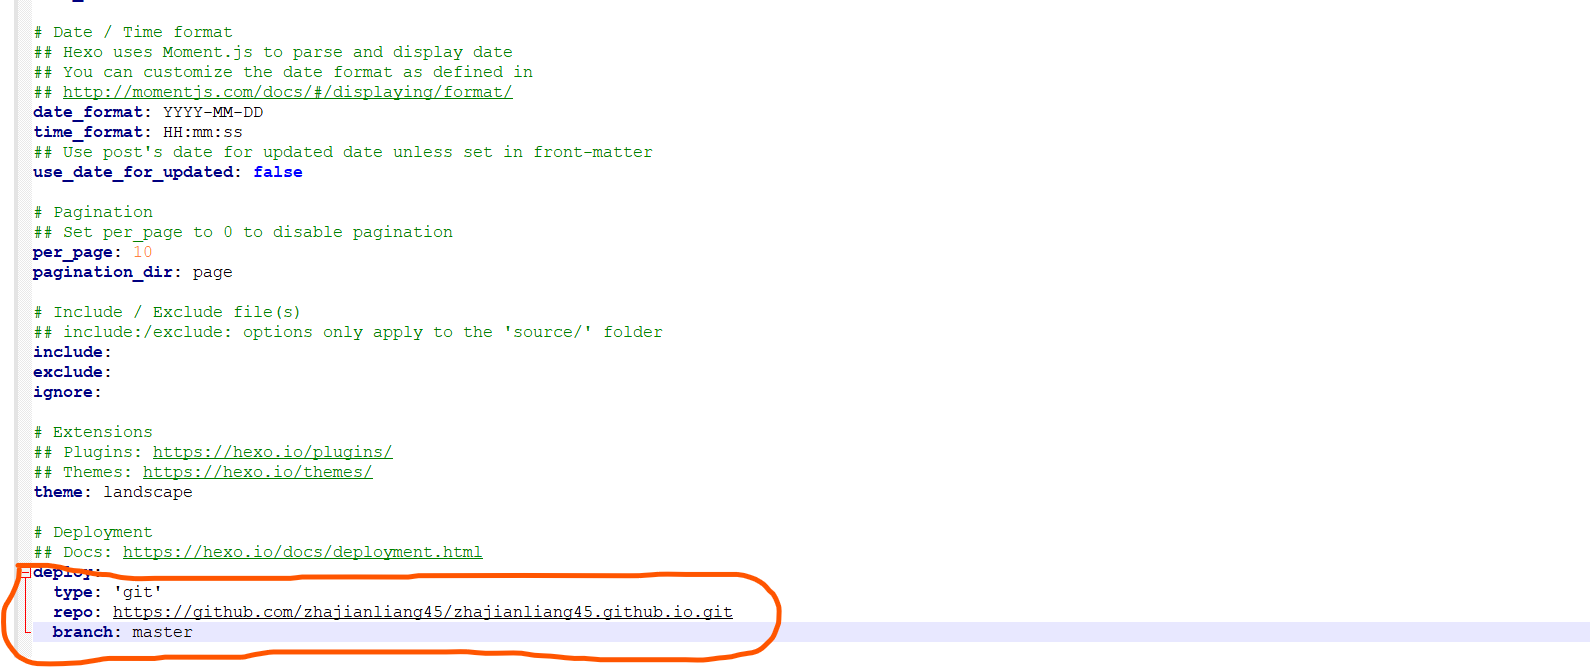 # Date / Time format
## Hexo uses Moment.js to parse and display date
## You can customize the date format as defined in
## http://momentjs.com/docs/#/displaying/format/
date_format: YYYY-MM-DD
time_format: HH:mm:ss
## Use post's date for updated date unless set in front-matter
use_date_for_updated: false
# Pagination
## Set per_page to 0 to disable pagination
per_page: 10
pagination_dir: page
# Include / Exclude file(s)
## include:/exclude: options only apply to the 'source/' folder
include:
exclude:
ignore:
# Extensions
## Plugins: https://hexo.io/plugins/
## Themes: https://hexo.io/themes/
theme: landscape
# Deployment
## Docs: https://hexo.io/docs/deployment.html
deploy:
type: 'git'
repo: https://github.com/zhajianliang45/zhajianliang45.github.io.git
branch: master